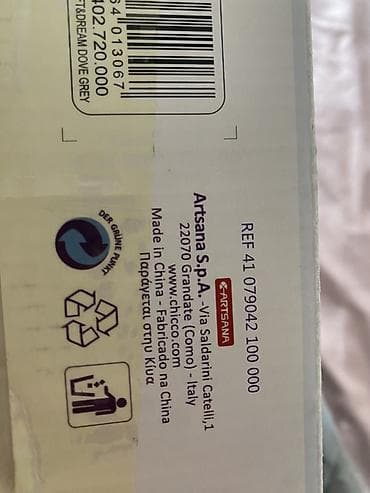 64 013067
402.720.000
FT&DREAM DOVE GREY
REF 41 079042 100 000
ARTSANA
Artsana S.p.A. -Via Saldarini Catelli,1
22070 Grandate (Como) - Italy
www.chicco.com
Made in China - Fabricado na China
Παράγεται στην Κίνα
DER GRÜNE PUNKT